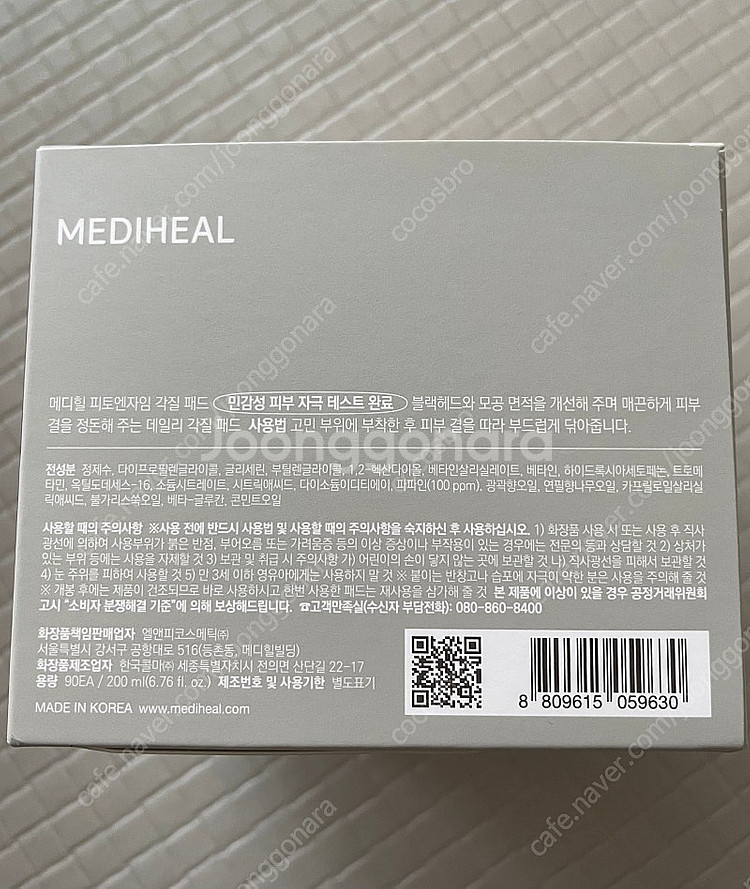 MEDIHEAL
메디힐 피토엔자임 각질 패드 민감성 피부 자극 테스트 완료 블랙헤드와 모공 면적을 개선해 주며 매끈하게 피부
결을 정돈해 주는 데일리 각질 패드 사용법 고민 부위에 부착한 후 피부 결을 따라 부드럽게 닦아줍니다.
Joonggonara
전성분 정제수, 다이프로필렌글라이콜, 글리세린, 부틸렌글라이콜, 1,2-헥산다이올, 베타인살리실레이트, 베타인, 하이드록시아세토페논, 트로메
타민, 옥틸도데세스-16, 소듐시트레이트, 시트릭애씨드, 다이소듐이디티에이, 파파인(100 ppm), 광곽향오일, 연필향나무오일, 카프릴로일살리실
릭애씨드, 불가리스쑥오일, 베타-글루칸, 콘민트오일
사용할 때의 주의사항 ※사용 전에 반드시 사용법 및 사용할 때의 주의사항을 숙지하신 후 사용하십시오. 1) 화장품 사용 시 또는 사용 후 직사
광선에 의하여 사용부위가 붉은 반점, 부어오름 또는 가려움증 등의 이상 증상이나 부작용이 있는 경우에는 전문의 등과 상담할 것 2) 상처가
있는 부위 등에는 사용을 자제할 것 3) 보관 및 취급 시 주의사항 가) 어린이의 손이 닿지 않는 곳에 보관할 것 나) 직사광선을 피해서 보관할 것
4) 눈 주위를 피하여 사용할 것 5) 만 3세 이하 영유아에게는 사용하지 말 것 ※ 붙이는 반창고나 습포에 자극이 약한 분은 사용을 주의해 줄 것
※ 개봉 후에는 제품이 건조되므로 바로 사용하시고 한번 사용한 패드는 재사용을 삼가해 줄 것 본 제품에 이상이 있을 경우 공정거래위원회
고시 "소비자 분쟁해결 기준"에 의해 보상해드립니다. ☎고객만족실(수신자 부담전화): 080-860-8400
화장품책임판매업자 엘앤피코스메틱㈜
서울특별시 강서구 공항대로 516(등촌동, 메디힐빌딩)
화장품제조업자 한국콜마㈜ 세종특별자치시 전의면 산단길 22-17
용량 90EA / 200 ml(6.76 fl. oz.) 제조번호 및 사용기한 별도표기
MADE IN KOREA www.mediheal.com
8 809615 059630
cafe.naver.com/joonggonara
cocosbro
cafe.naver.com/joonggonara
cafe.naver.com/joonggonara
cocosbro
cafe.naver.com/joonggonara